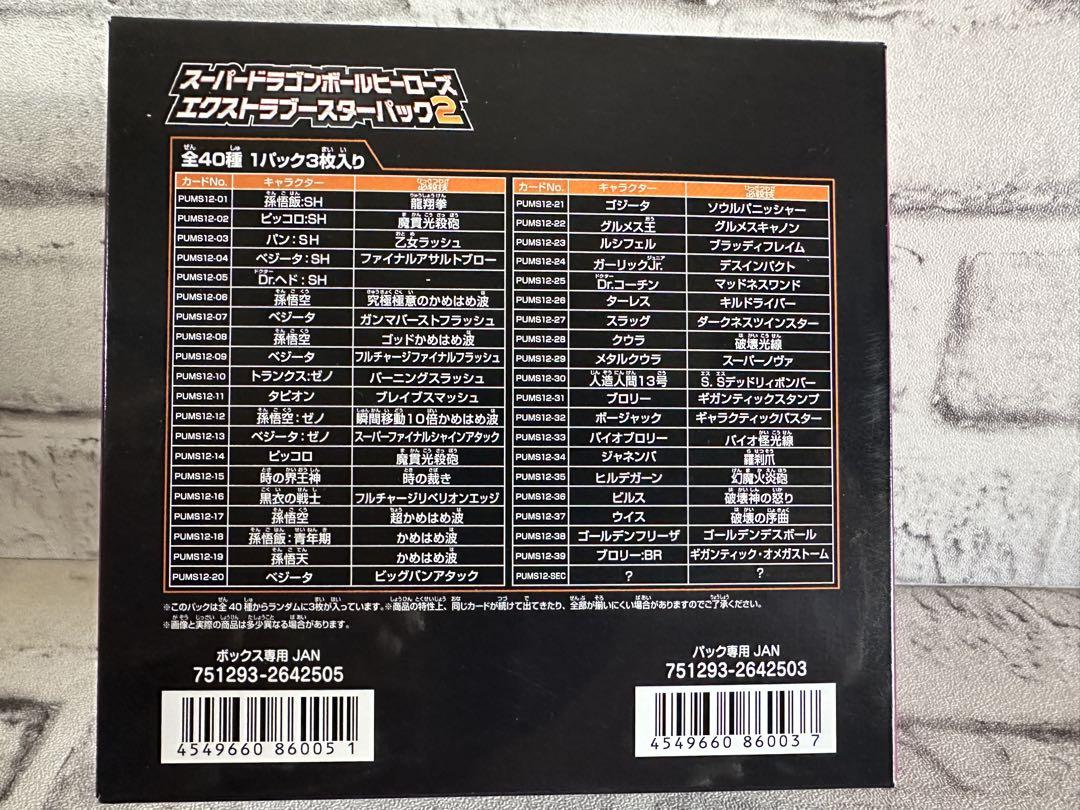 スーパードラゴンボールヒーローズ
エクストラブースターパック2
全40種 1パック3枚入り
カードNo. キャラクター 必殺技
PUMS12-01 孫悟飯:SH 龍翔拳
PUMS12-02 ピッコロ:SH 魔貫光殺砲
PUMS12-03 パン:SH 乙女ラッシュ
PUMS12-04 ベジータ:SH ファイナルアサルトブロー
PUMS12-05 Dr.ヘド:SH -
PUMS12-06 孫悟空 究極極意のかめはめ波
PUMS12-07 ベジータ ガンマバーストフラッシュ
PUMS12-08 孫悟空 ゴッドかめはめ波
PUMS12-09 ベジータ フルチャージファイナルフラッシュ
PUMS12-10 トランクス:ゼノ バーニングスラッシュ
PUMS12-11 タピオン ブレイブスマッシュ
PUMS12-12 孫悟空:ゼノ 瞬間移動10倍かめはめ波
PUMS12-13 ベジータ:ゼノ スーパーファイナルシャインアタック
PUMS12-14 ピッコロ 魔貫光殺砲
PUMS12-15 時の界王神 時の裁き
PUMS12-16 黒衣の戦士 フルチャージリベリオンエッジ
PUMS12-17 孫悟空 超かめはめ波
PUMS12-18 孫悟飯:青年期 かめはめ波
PUMS12-19 孫悟天 かめはめ波
PUMS12-20 ベジータ ビッグバンアタック
カードNo. キャラクター 必殺技
PUMS12-21 ゴジータ ソウルパニッシャー
PUMS12-22 グルメス王 グルメスキャノン
PUMS12-23 ルシフェル ブラッディフレイム
PUMS12-24 ガーリックJr. デスインパクト
PUMS12-25 Dr.コーチン マッドネスワンド
PUMS12-26 ターレス キルドライバー
PUMS12-27 スラッグ ダークネスツインスター
PUMS12-28 クウラ 破壊光線
PUMS12-29 メタルクウラ スーパーノヴァ
PUMS12-30 人造人間13号 S.Sデッドリィボンバー
PUMS12-31 ブロリー ギガンティックスタンプ
PUMS12-32 ボージャック ギャラクティックバスター
PUMS12-33 バイオブロリー バイオ怪光線
PUMS12-34 ジャネンバ 羅刹爪
PUMS12-35 ヒルデガーン 幻魔火炎砲
PUMS12-36 ビルス 破壊神の怒り
PUMS12-37 ウイス 破壊の序曲
PUMS12-38 ゴールデンフリーザ ゴールデンデスボール
PUMS12-39 ブロリー:BR ギガンティック・オメガストーム
PUMS12-SEC ? ?
※このパックは全40種からランダムに3枚が入っています。※商品の特性上、同じカードが続けて出てきたり、全部が揃いにくい場合がありますのでご了承ください。
※画像と実際の商品は多少異なる場合があります。
ボックス専用 JAN
751293-2642505
4549660 860051
パック専用 JAN
751293-2642503
4549660 860037